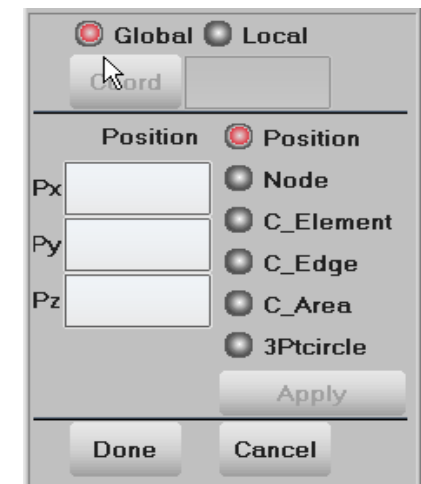 Global Local
Coord
Position Position
Px
Node
C_Element
Py
C_Edge
Pz
C_Area
3Ptcircle
Apply
Done Cancel